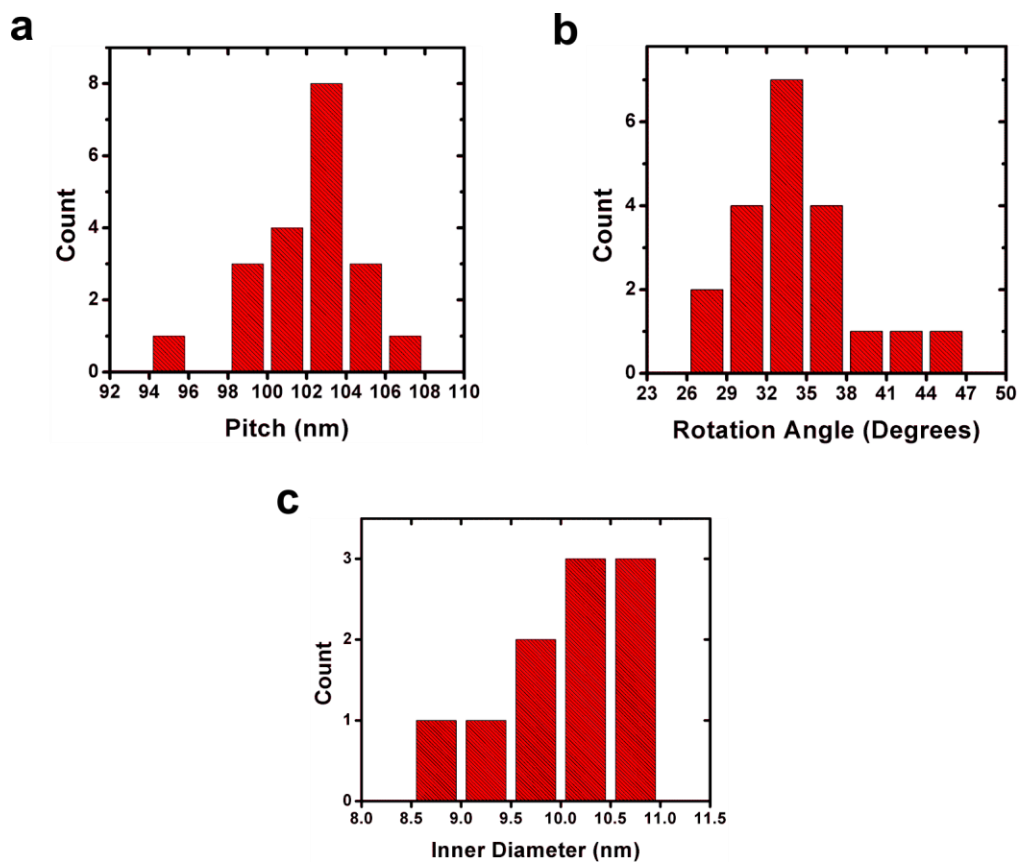 a
8
6
4
2
0
Count
92 94 96 98 100 102 104 106 108 110
Pitch (nm)
b
6
4
2
0
Count
23 26 29 32 35 38 41 44 47 50
Rotation Angle (Degrees)
c
3
2
1
0
Count
8.0 8.5 9.0 9.5 10.0 10.5 11.0 11.5
Inner Diameter (nm)